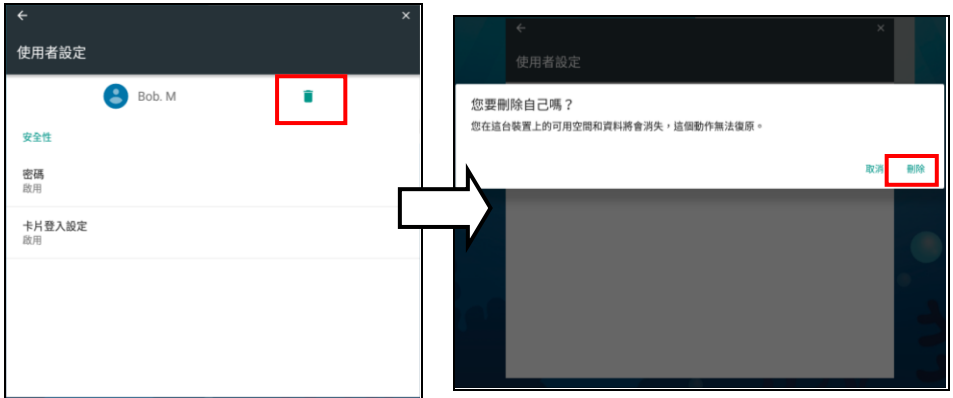 使用者設定
Bob. M
安全性
密碼
啟用
卡片登入設定
啟用
使用者設定
您要刪除自己嗎？
您在這台裝置上的可用空間和資料將會消失，這個動作無法復原。
取消 刪除